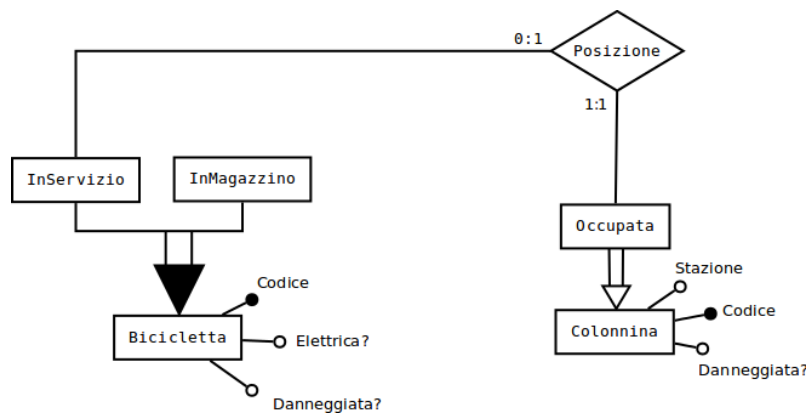 0:1
Posizione
1:1
InServizio
InMagazzino
Occupata
Stazione
Codice
Codice
Bicicletta
Elettrica?
Colonnina
Danneggiata?
Danneggiata?